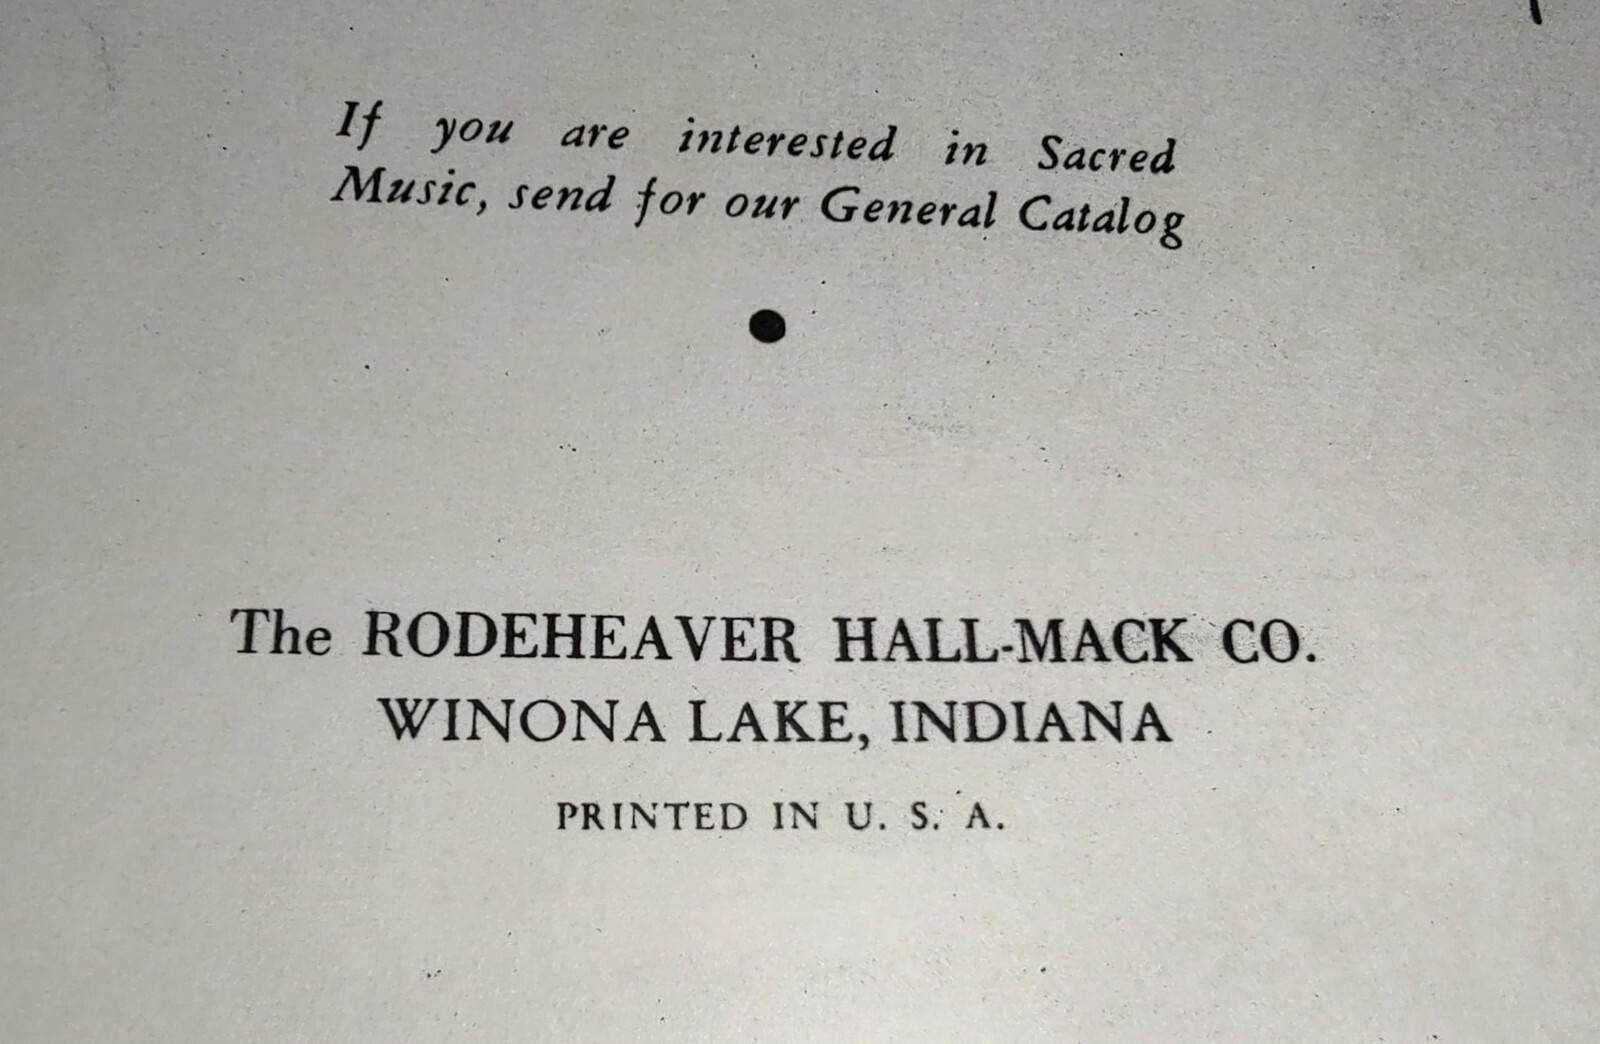 If you are interested in Sacred
Music, send for our General Catalog
●
The RODEHEAVER HALL-MACK CO.
WINONA LAKE, INDIANA
PRINTED IN U. S. A.